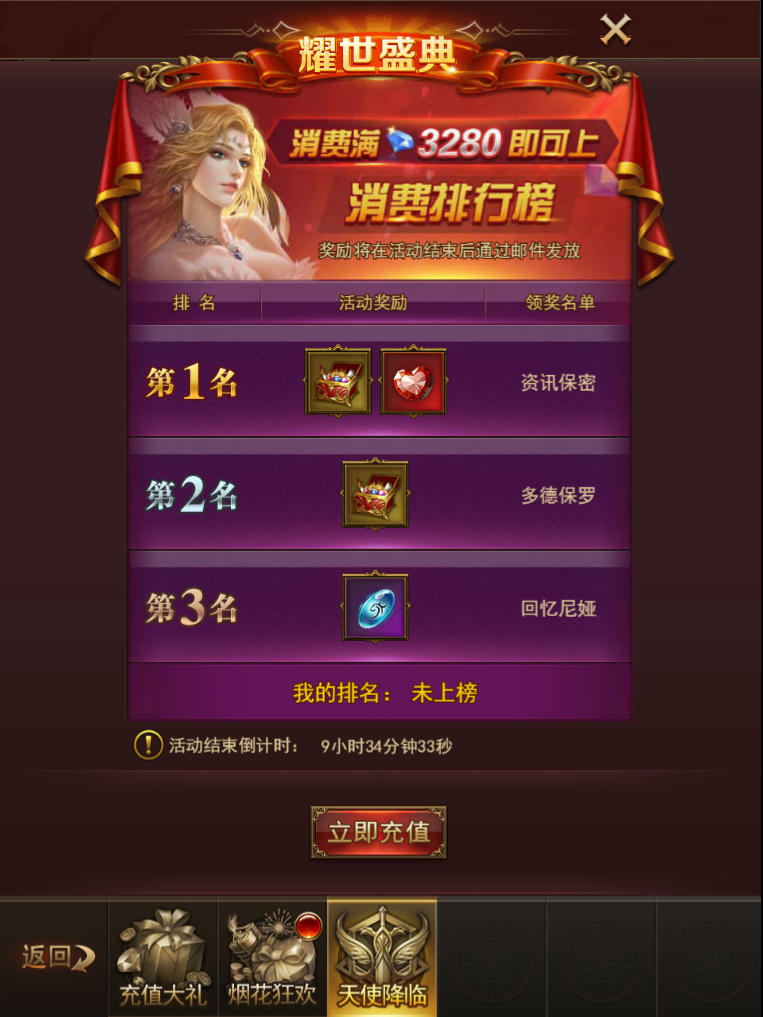 耀世盛典
消费满3280即可上
消费排行榜
奖励将在活动结束后通过邮件发放
排 名 活动奖励 领奖名单
第1名 资讯保密
第2名 多德保罗
第3名 回忆尼娅
我的排名： 未上榜
活动结束倒计时： 9小时34分钟33秒
立即充值
返回 充值大礼 烟花狂欢 天使降临